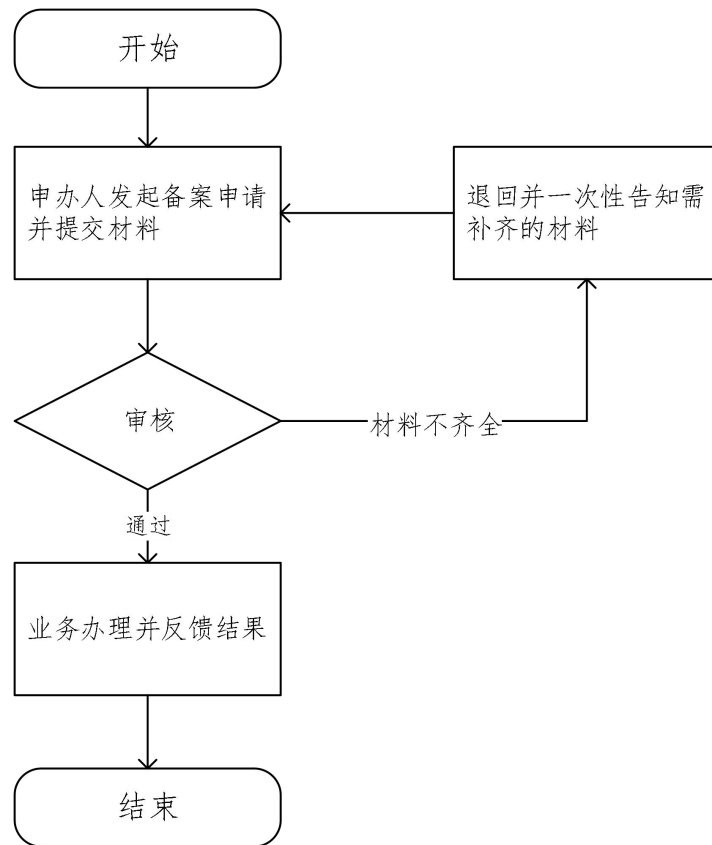 开始
申办人发起备案申请
并提交材料
退回并一次性告知需
补齐的材料
审核
材料不齐全
通过
业务办理并反馈结果
结束